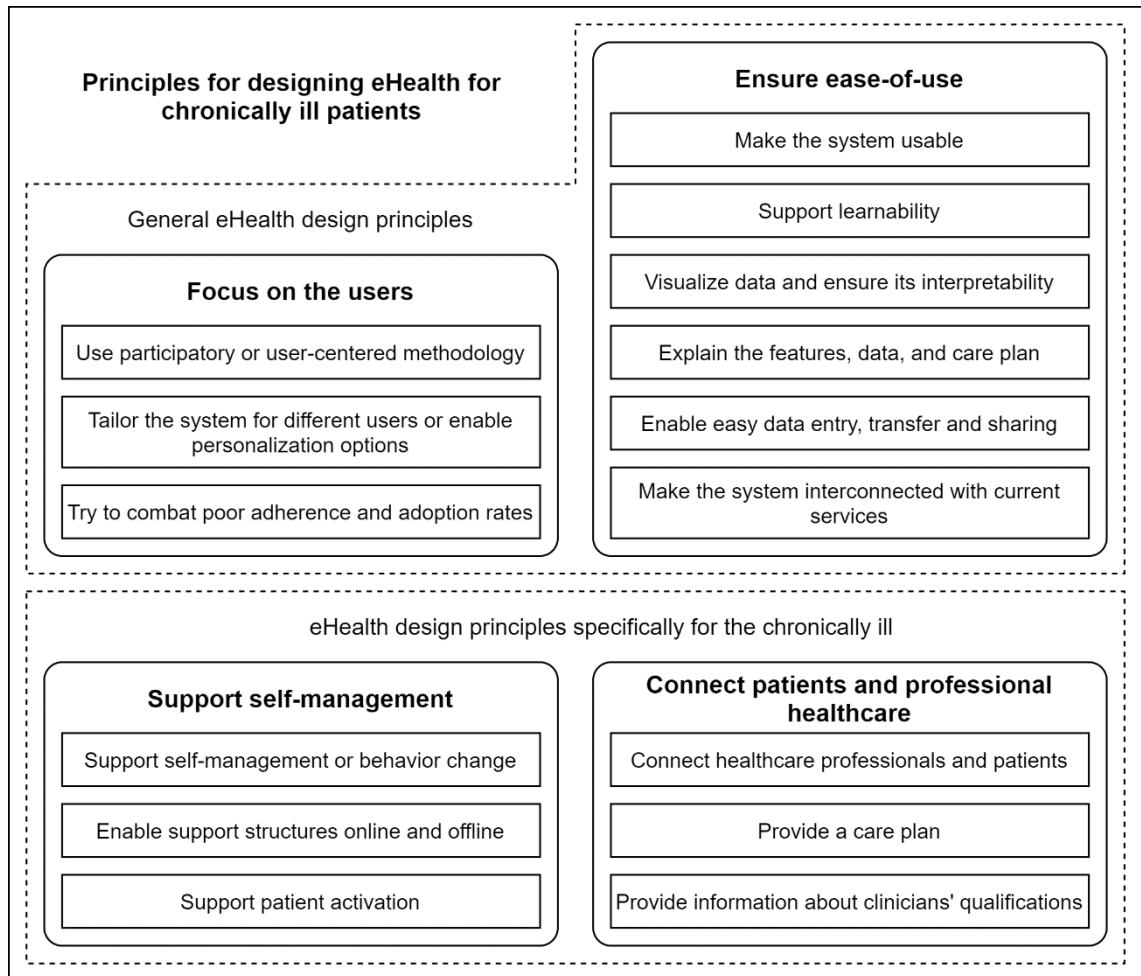 Principles for designing eHealth for
chronically ill patients
General eHealth design principles
Focus on the users
Use participatory or user-centered methodology
Tailor the system for different users or enable
personalization options
Try to combat poor adherence and adoption rates
Ensure ease-of-use
Make the system usable
Support learnability
Visualize data and ensure its interpretability
Explain the features, data, and care plan
Enable easy data entry, transfer and sharing
Make the system interconnected with current
services
eHealth design principles specifically for the chronically ill
Support self-management
Support self-management or behavior change
Enable support structures online and offline
Support patient activation
Connect patients and professional
healthcare
Connect healthcare professionals and patients
Provide a care plan
Provide information about clinicians' qualifications